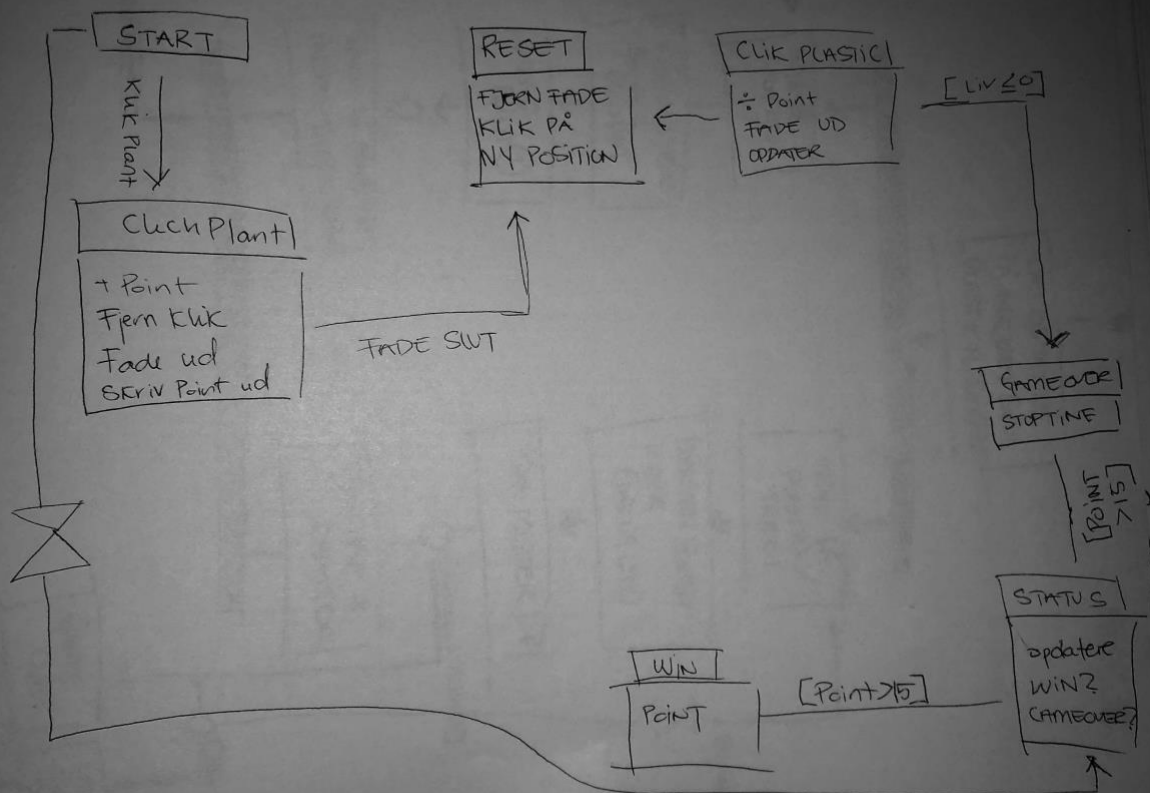 START
Klik Plant
Click Plant
+ Point
Fjern Klik
Fade ud
Skriv Point ud
FADE SLUT
RESET
FJERN FADE
KLIK PÅ
NY POSITION
CLIK PLASTIC
÷ Point
FADE UD
OPDATER
[Liv ≤ 0]
GAMEOVER
STOPTIME
[POINT
>15]
STATUS
opdatere
WIN?
GAMEOVER?
[Point>15]
WIN
POINT